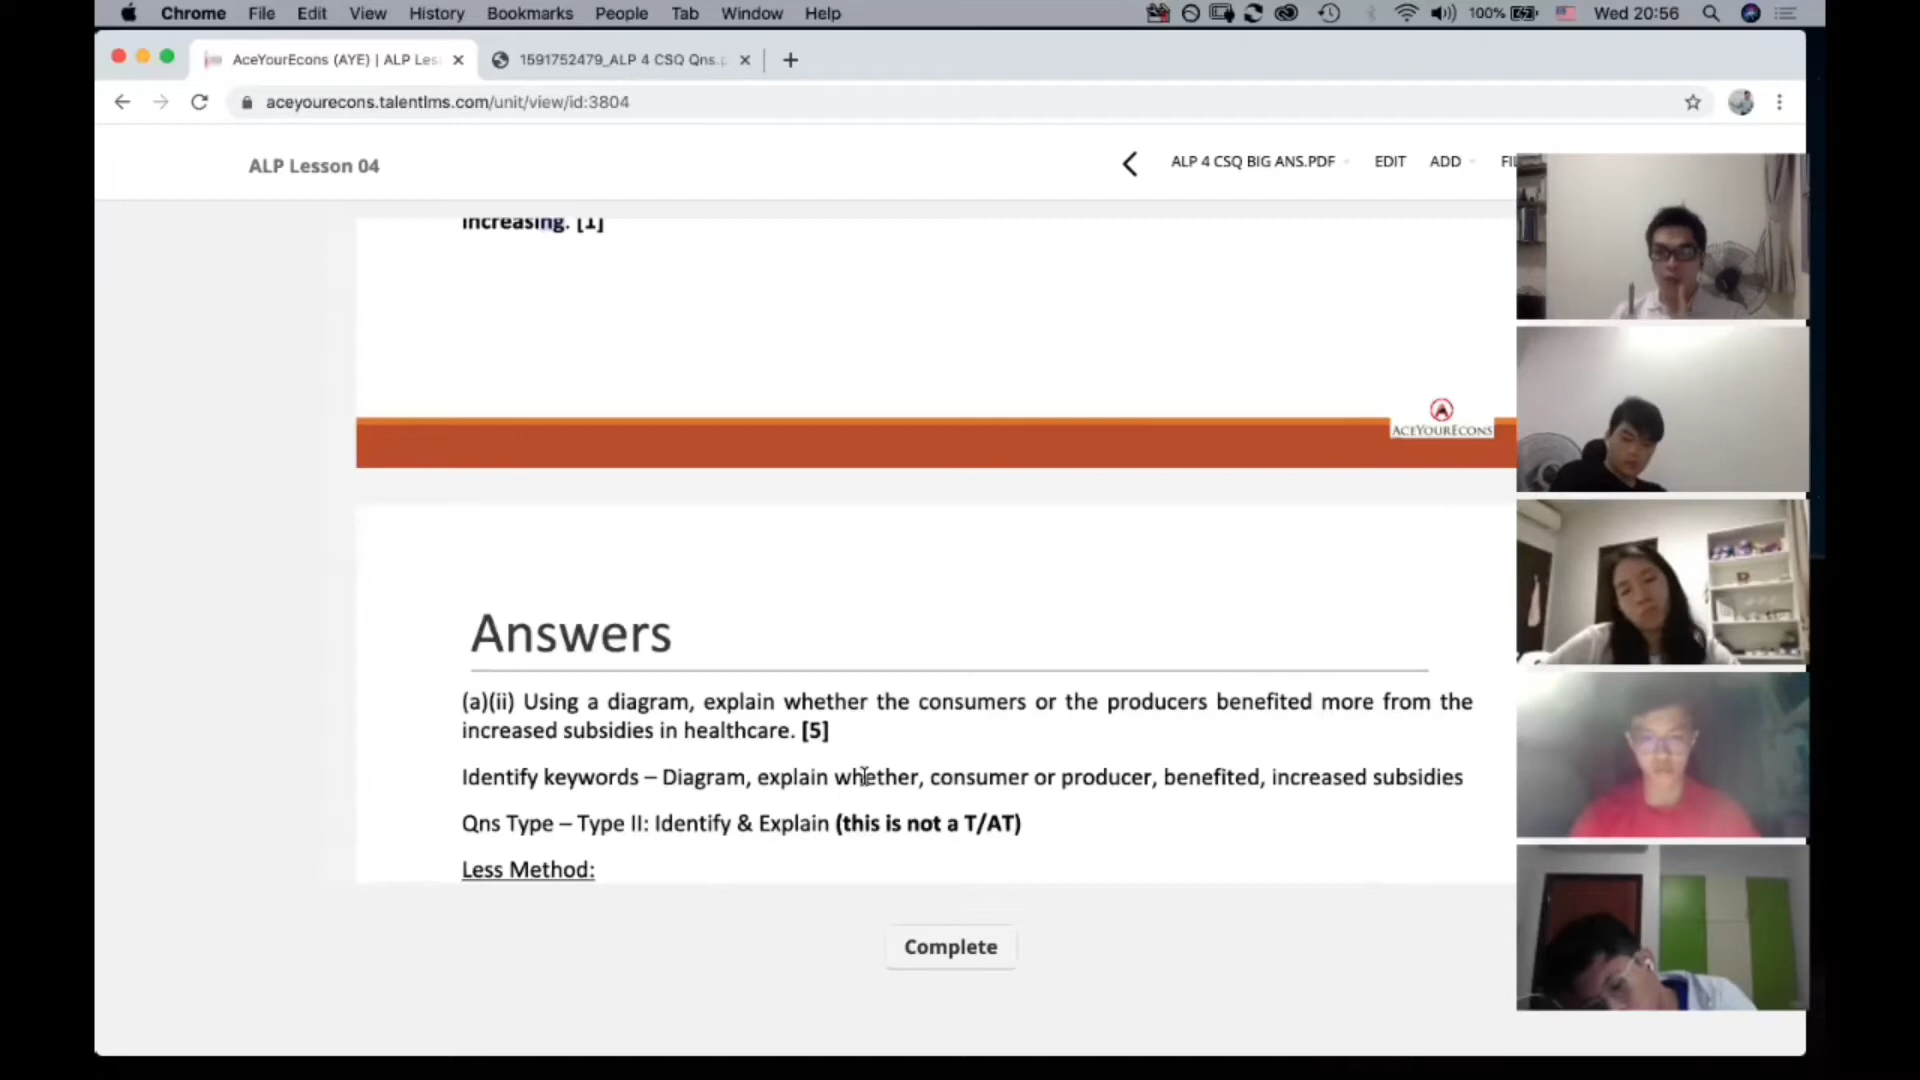 Chrome File Edit View History Bookmarks People Tab Window Help 100% Wed 20:56
AceYourEcons (AYE) | ALP Les
1591752479_ALP 4 CSQ Qns.p
aceyourecons.talentlms.com/unit/view/id:3804
ALP Lesson 04
ALP 4 CSQ BIG ANS.PDF EDIT ADD FI
increasing. [1]
ACEYOURECONS
Answers
(a)(ii) Using a diagram, explain whether the consumers or the producers benefited more from the
increased subsidies in healthcare. [5]
Identify keywords – Diagram, explain whether, consumer or producer, benefited, increased subsidies
Qns Type – Type II: Identify & Explain (this is not a T/AT)
Less Method:
Complete